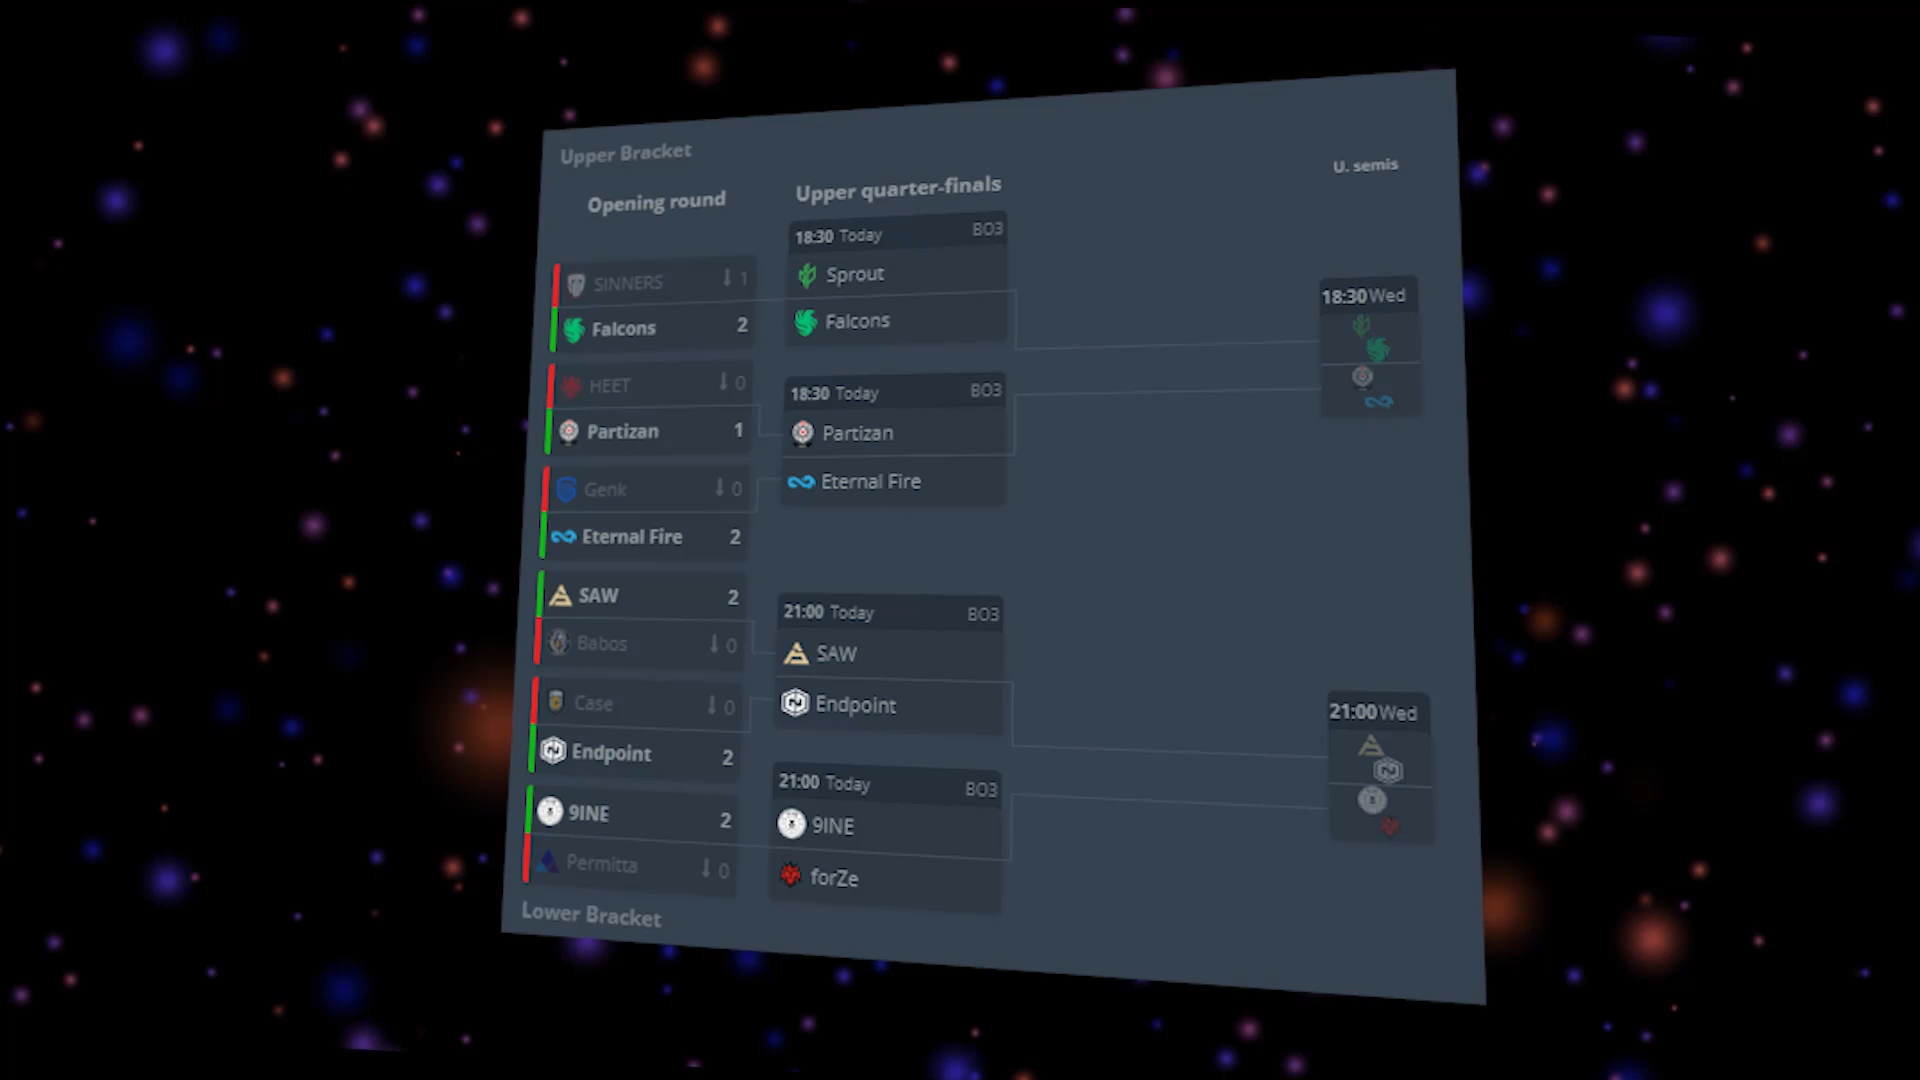 Upper Bracket
Opening round
SINNERS 1
Falcons 2
HEET 0
Partizan 1
Genk 0
Eternal Fire 2
SAW 2
Babos 0
Case 0
Endpoint 2
9INE 2
Permitta 0
Upper quarter-finals
18:30 Today BO3
Sprout
Falcons
18:30 Today BO3
Partizan
Eternal Fire
21:00 Today BO3
SAW
Endpoint
21:00 Today BO3
9INE
forZe
U. semis
18:30 Wed
21:00 Wed
Lower Bracket